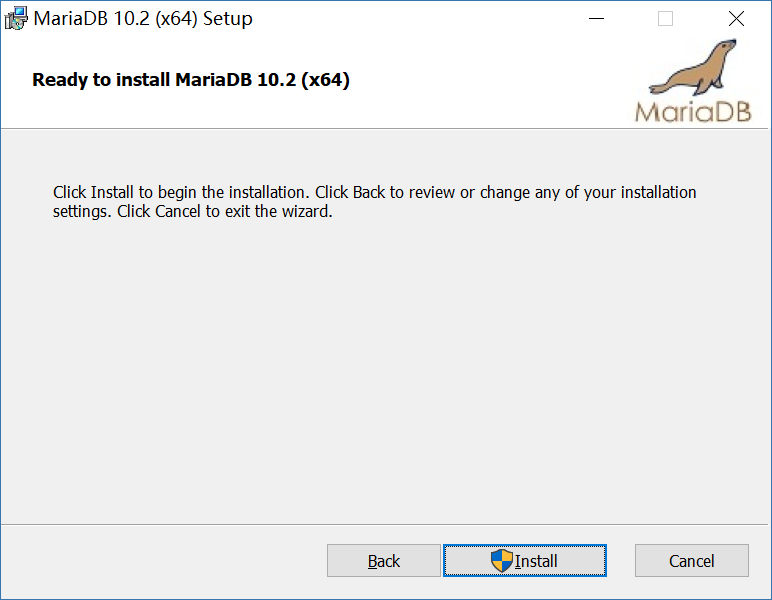 MariaDB 10.2 (x64) Setup
Ready to install MariaDB 10.2 (x64)
MariaDB
Click Install to begin the installation. Click Back to review or change any of your installation
settings. Click Cancel to exit the wizard.
Back
Install
Cancel